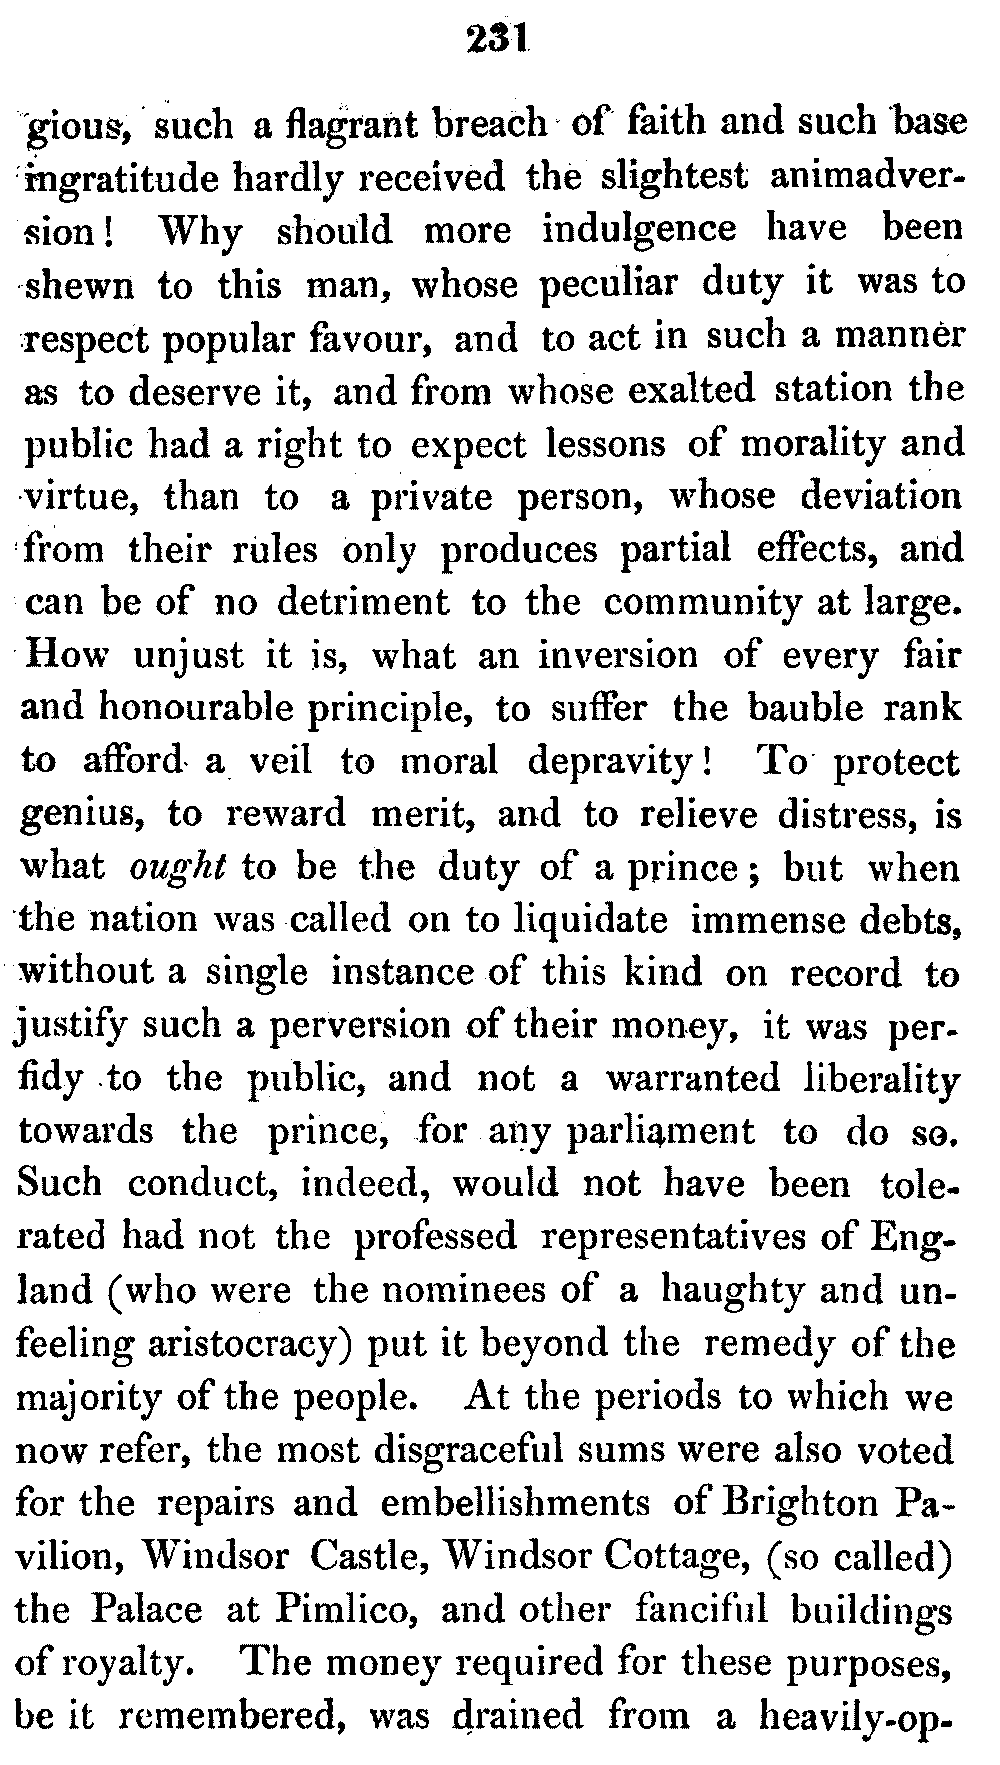 231
gious, such a flagrant breach of faith and such base
ingratitude hardly received the slightest animadver-
sion! Why should more indulgence have been
shewn to this man, whose peculiar duty it was to
respect popular favour, and to act in such a manner
as to deserve it, and from whose exalted station the
public had a right to expect lessons of morality and
virtue, than to a private person, whose deviation
from their rules only produces partial effects, and
can be of no detriment to the community at large.
How unjust it is, what an inversion of every fair
and honourable principle, to suffer the bauble rank
to afford a veil to moral depravity! To protect
genius, to reward merit, and to relieve distress, is
what ought to be the duty of a prince; but when
the nation was called on to liquidate immense debts,
without a single instance of this kind on record to
justify such a perversion of their money, it was per-
fidy to the public, and not a warranted liberality
towards the prince, for any parliament to do so.
Such conduct, indeed, would not have been tole-
rated had not the professed representatives of Eng-
land (who were the nominees of a haughty and un-
feeling aristocracy) put it beyond the remedy of the
majority of the people. At the periods to which we
now refer, the most disgraceful sums were also voted
for the repairs and embellishments of Brighton Pa-
vilion, Windsor Castle, Windsor Cottage, (so called)
the Palace at Pimlico, and other fanciful buildings
of royalty. The money required for these purposes,
be it remembered, was drained from a heavily-op-